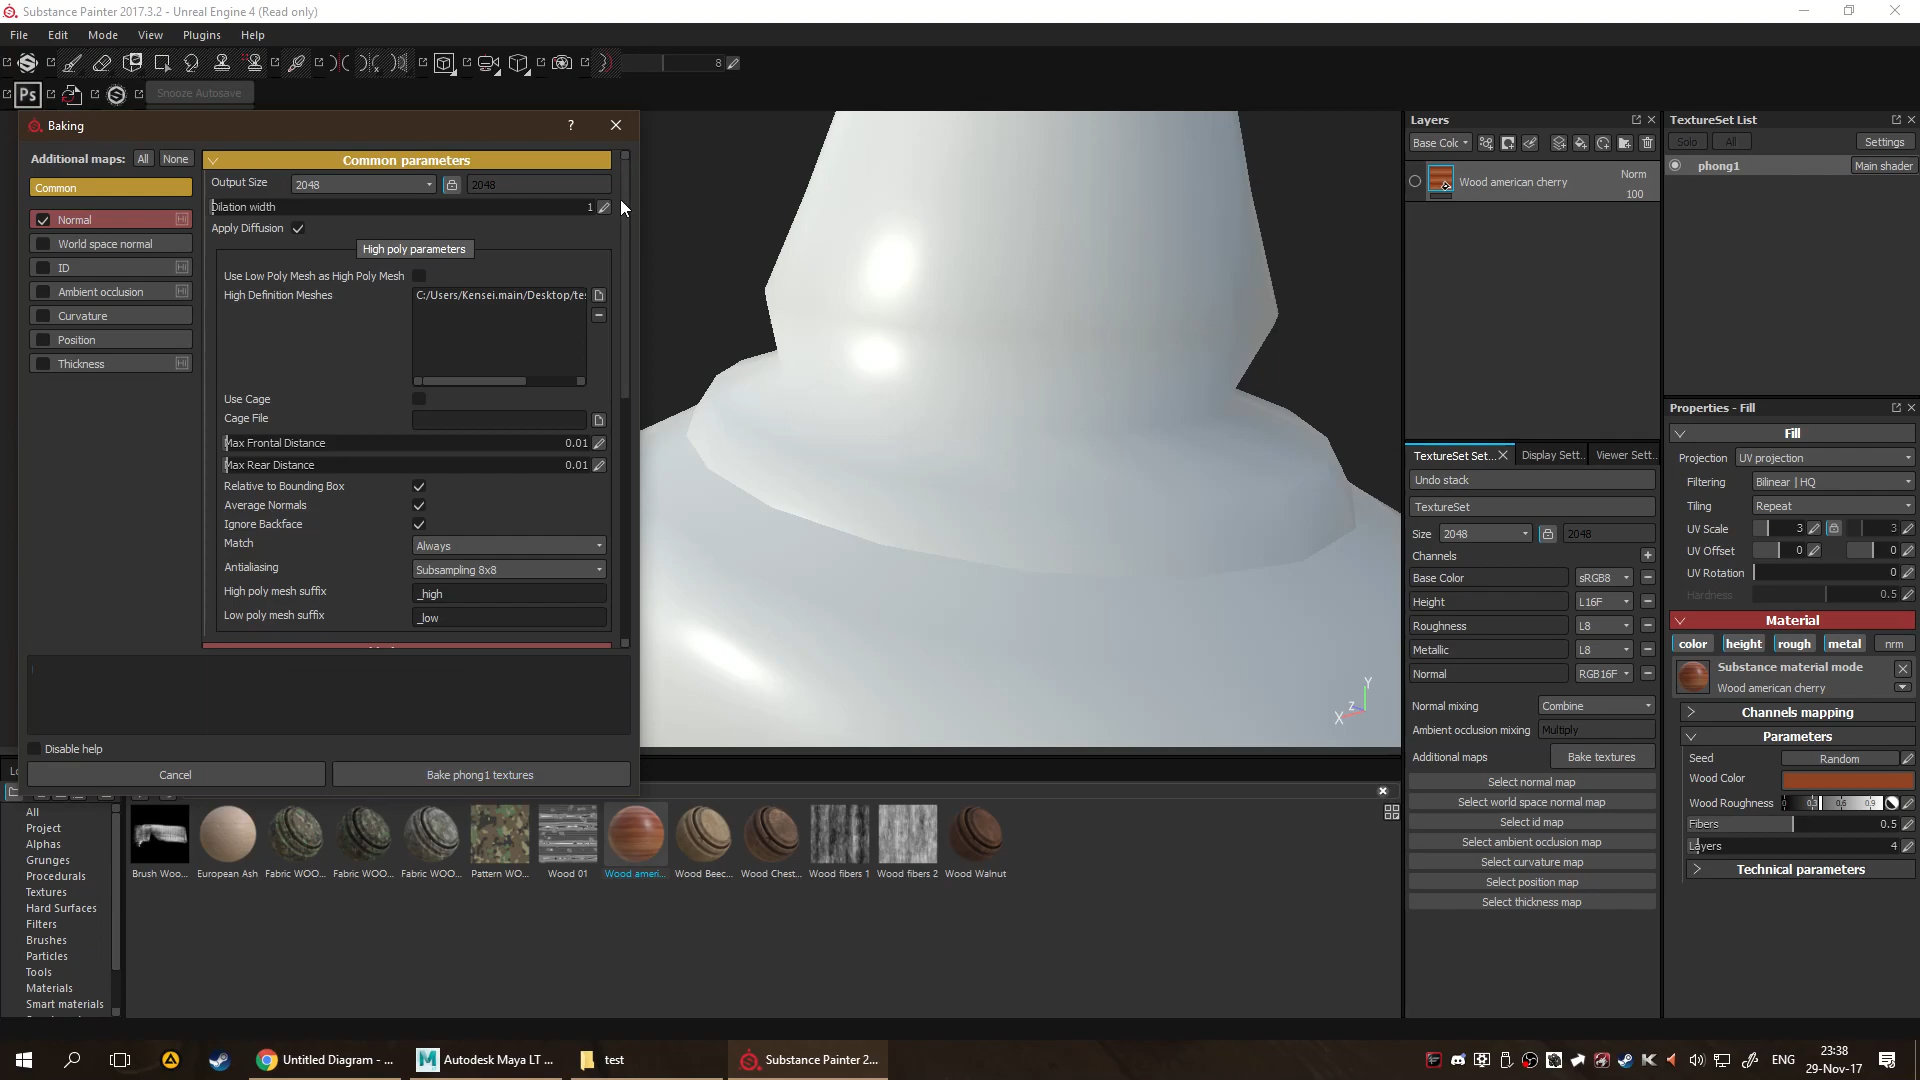 Substance Painter 2017.3.2 - Unreal Engine 4 (Read only)
File Edit Mode View Plugins Help
8
Ps Snooze Autosave
Baking ?
Additional maps: All None
Common
Normal
World space normal
ID
Ambient occlusion
Curvature
Position
Thickness
Common parameters
Output Size 2048 2048
Dilation width 1
Apply Diffusion
High poly parameters
Use Low Poly Mesh as High Poly Mesh
High Definition Meshes C:/Users/Kensei.main/Desktop/te
Use Cage
Cage File
Max Frontal Distance 0.01
Max Rear Distance 0.01
Relative to Bounding Box
Average Normals
Ignore Backface
Match Always
Antialiasing Subsampling 8x8
High poly mesh suffix _high
Low poly mesh suffix _low
Disable help
Cancel Bake phong1 textures
Y
Z
X
Layers
Base Colc
Wood american cherry Norm
100
TextureSet List
Solo All Settings
phong1 Main shader
TextureSet Set... Display Sett... Viewer Sett...
Undo stack
TextureSet
Size 2048 2048
Channels
Base Color sRGB8
Height L16F
Roughness L8
Metallic L8
Normal RGB16F
Normal mixing Combine
Ambient occlusion mixing Multiply
Additional maps Bake textures
Select normal map
Select world space normal map
Select id map
Select ambient occlusion map
Select curvature map
Select position map
Select thickness map
Properties - Fill
Fill
Projection UV projection
Filtering Bilinear | HQ
Tiling Repeat
UV Scale 3 3
UV Offset 0 0
UV Rotation 0
Hardness 0.5
Material
color height rough metal nrm
Substance material mode
Wood american cherry
Channels mapping
Parameters
Seed Random
Wood Color
Wood Roughness 0 0.3 0.6 0.9
Fibers 0.5
Layers 4
Technical parameters
All
Project
Alphas
Grunges
Procedurals
Textures
Hard Surfaces
Filters
Brushes
Particles
Tools
Materials
Smart materials
Brush Woo... European Ash Fabric WOO... Fabric WOO... Fabric WOO... Pattern WO... Wood 01 Wood ameri... Wood Beec... Wood Chest... Wood fibers 1 Wood fibers 2 Wood Walnut
Untitled Diagram - ... Autodesk Maya LT ... test Substance Painter 2...
ENG
23:38
29-Nov-17